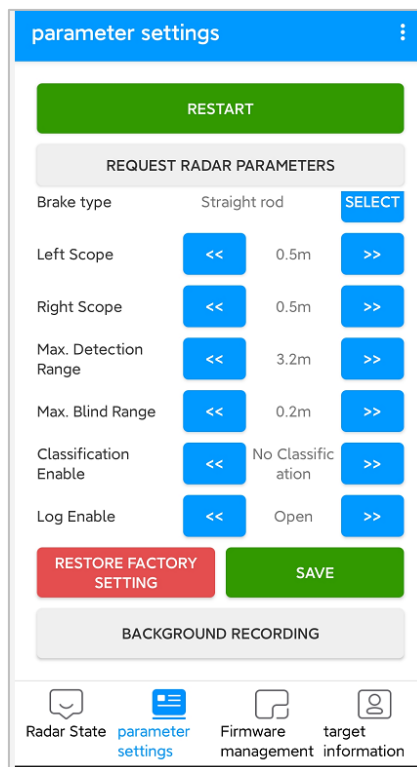 parameter settings
RESTART
REQUEST RADAR PARAMETERS
Brake type Straight rod SELECT
Left Scope << 0.5m >>
Right Scope << 0.5m >>
Max. Detection
Range << 3.2m >>
Max. Blind Range << 0.2m >>
Classification
Enable << No Classific
ation >>
Log Enable << Open >>
RESTORE FACTORY
SETTING
SAVE
BACKGROUND RECORDING
Radar State
parameter
settings
Firmware
management
target
information